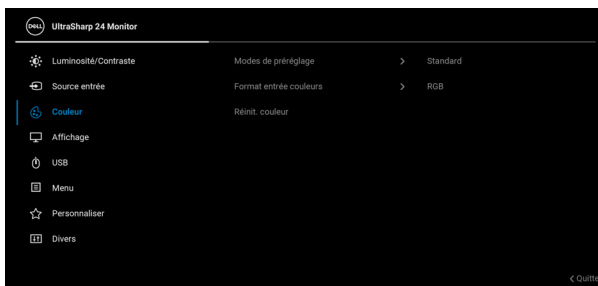 DELL UltraSharp 24 Monitor
Luminosité/Contraste Modes de préréglage > Standard
Source entrée Format entrée couleurs > RGB
Couleur Réinit. couleur
Affichage
USB
Menu
Personnaliser
Divers
< Quitte